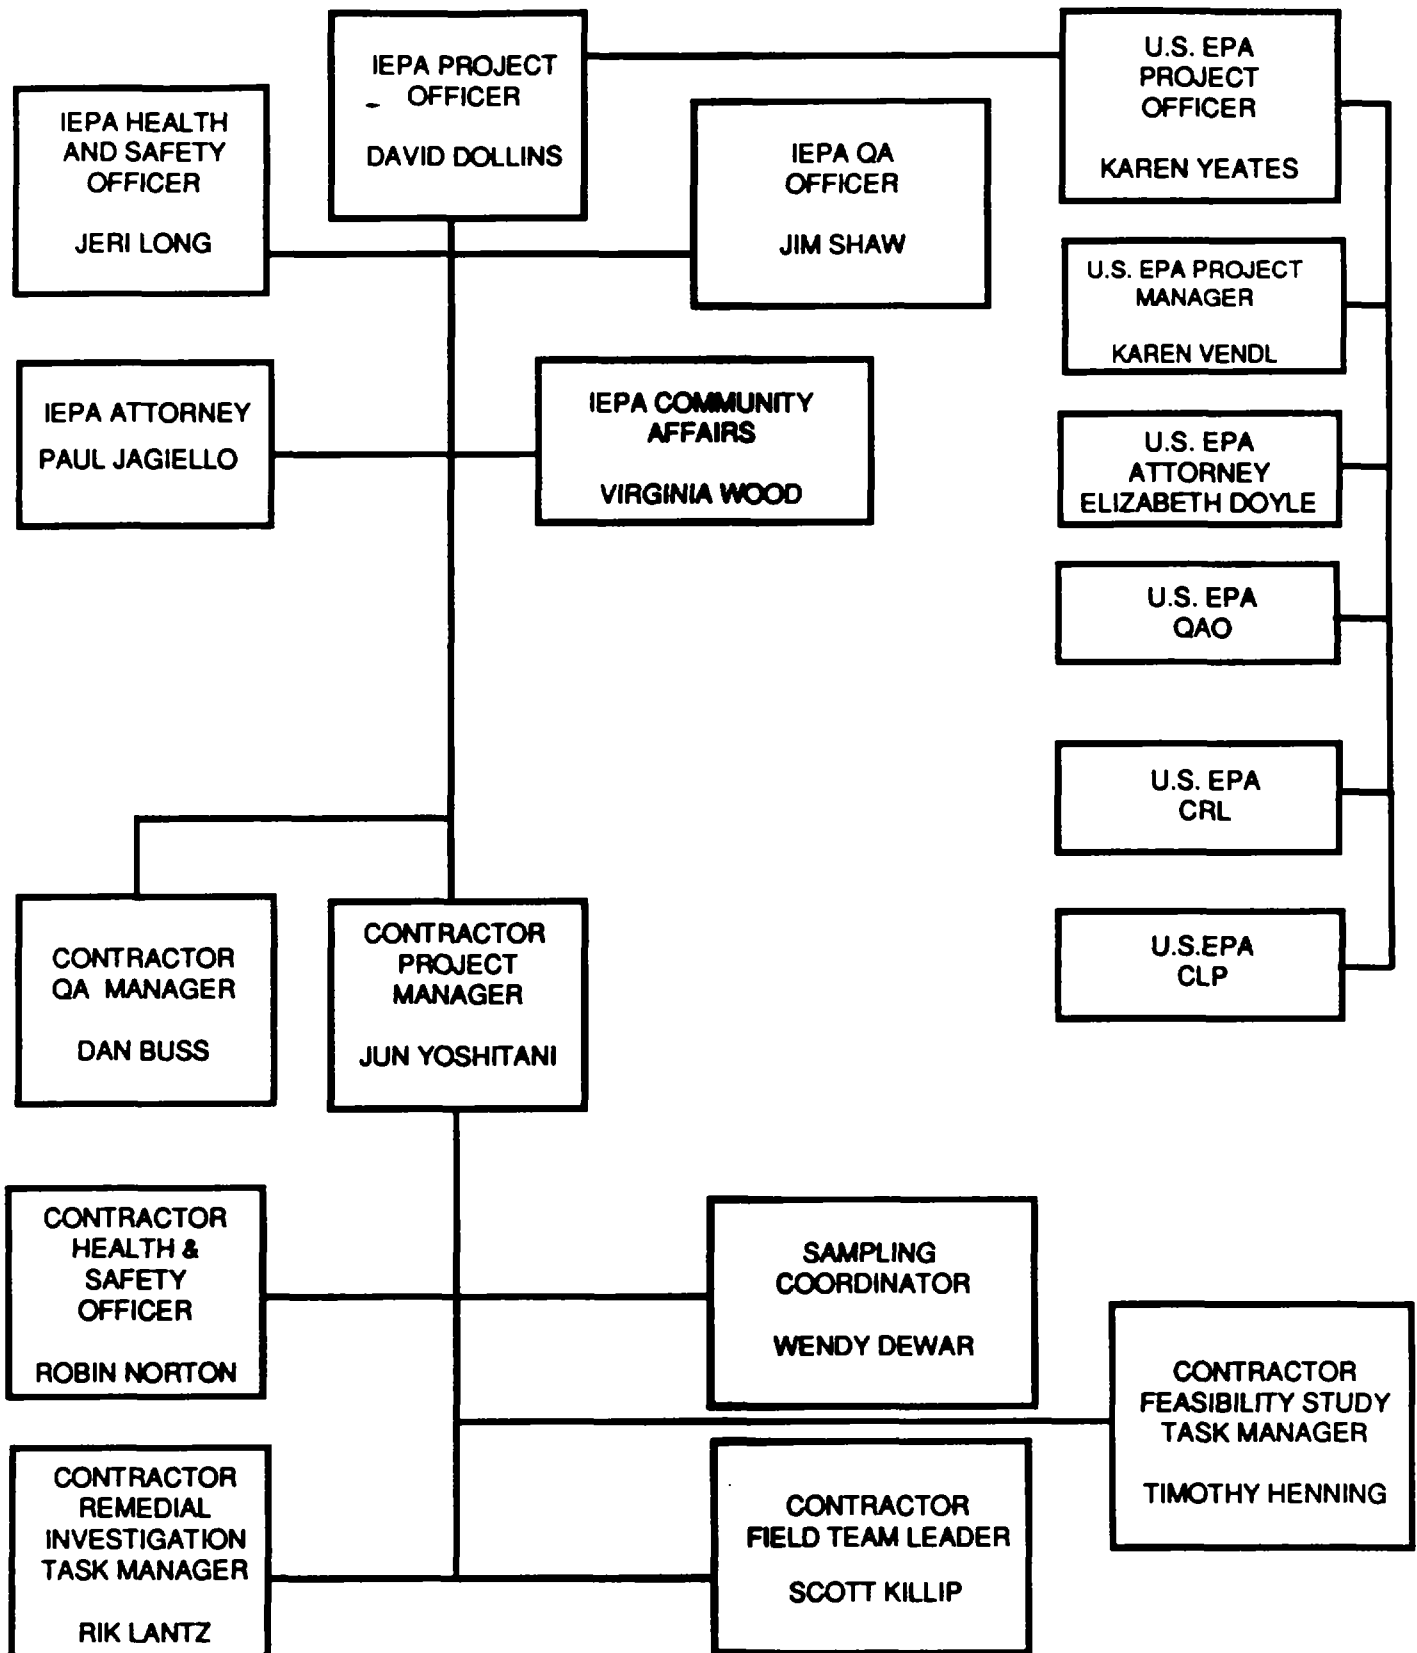 IEPA PROJECT
OFFICER
DAVID DOLLINS
U.S. EPA
PROJECT
OFFICER
KAREN YEATES
IEPA HEALTH
AND SAFETY
OFFICER
JERI LONG
IEPA QA
OFFICER
JIM SHAW
U.S. EPA PROJECT
MANAGER
KAREN VENDL
IEPA ATTORNEY
PAUL JAGIELLO
IEPA COMMUNITY
AFFAIRS
VIRGINIA WOOD
U.S. EPA
ATTORNEY
ELIZABETH DOYLE
U.S. EPA
QAO
U.S. EPA
CRL
U.S.EPA
CLP
CONTRACTOR
QA MANAGER
DAN BUSS
CONTRACTOR
PROJECT
MANAGER
JUN YOSHITANI
CONTRACTOR
HEALTH &
SAFETY
OFFICER
ROBIN NORTON
SAMPLING
COORDINATOR
WENDY DEWAR
CONTRACTOR
FEASIBILITY STUDY
TASK MANAGER
TIMOTHY HENNING
CONTRACTOR
REMEDIAL
INVESTIGATION
TASK MANAGER
RIK LANTZ
CONTRACTOR
FIELD TEAM LEADER
SCOTT KILLIP